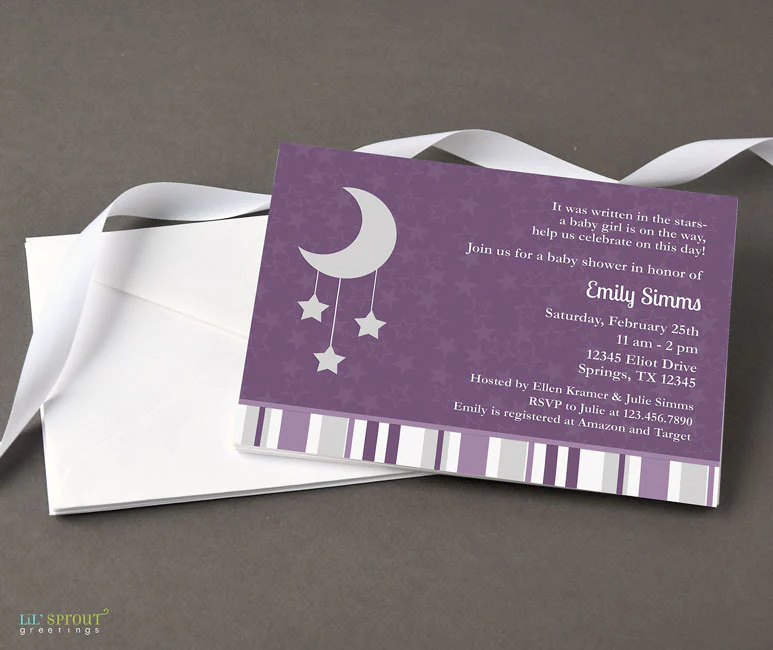 It was written in the stars-
a baby girl is on the way,
help us celebrate on this day!
Join us for a baby shower in honor of
Emily Simms
Saturday, February 25th
11 am - 2 pm
12345 Eliot Drive
Springs, TX 12345
Hosted by Ellen Kramer & Julie Simms
RSVP to Julie at 123.456.7890
Emily is registered at Amazon and Target
LiL' SPROUT
greetings